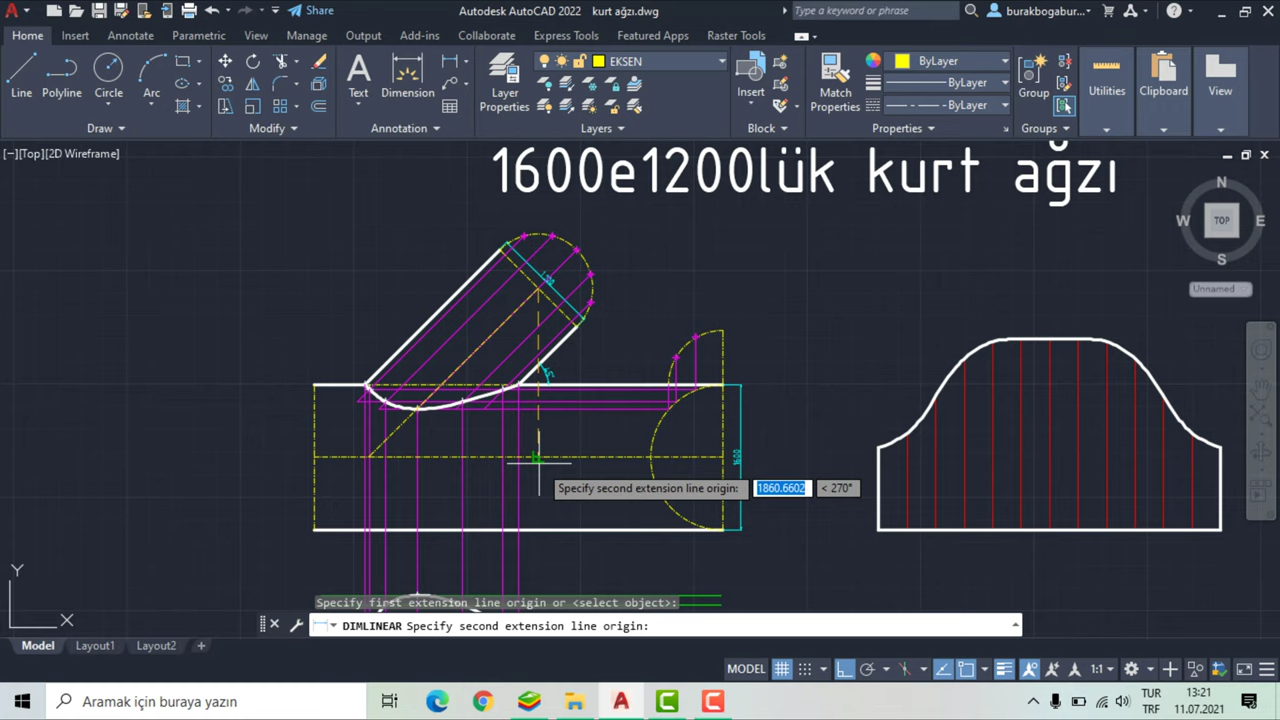 Share
Autodesk AutoCAD 2022
kurt ağzı.dwg
Type a keyword or phrase
burakbogabur...
Home
Insert
Annotate
Parametric
View
Manage
Output
Add-ins
Collaborate
Express Tools
Featured Apps
Raster Tools
EKSEN
ByLayer
ByLayer
ByLayer
Line
Polyline
Circle
Arc
Text
Dimension
Layer
Properties
Insert
Match
Properties
Group
Utilities
Clipboard
View
Draw
Modify
Annotation
Layers
Block
Properties
Groups
[−][Top][2D Wireframe]
1600e1200lük kurt ağzı
N
W
TOP
E
S
Unnamed
1600
Specify second extension line origin:
1860.6602
< 270°
Y
X
Specify first extension line origin or <select object>:
DIMLINEAR Specify second extension line origin:
Model
Layout1
Layout2
+
MODEL
1:1
Aramak için buraya yazın
TUR
TRF
13:21
11.07.2021